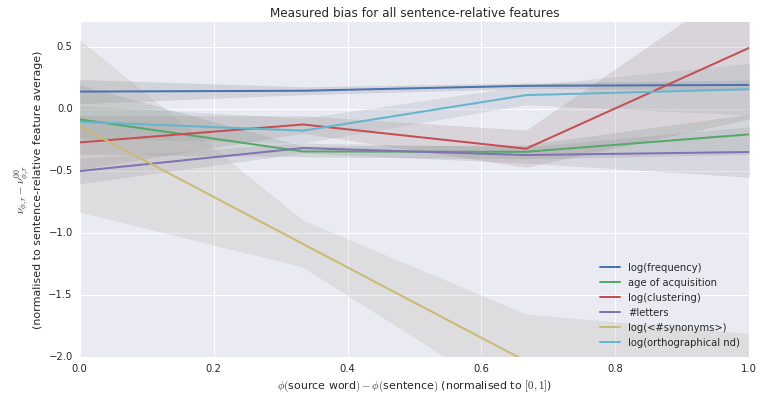 Measured bias for all sentence-relative features
ν_{ϕ,r} − ν^{00}_{ϕ,r}
(normalised to sentence-relative feature average)
0.5
0.0
−0.5
−1.0
−1.5
−2.0
log(frequency)
age of acquisition
log(clustering)
#letters
log(<#synonyms>)
log(orthographical nd)
0.0 0.2 0.4 0.6 0.8 1.0
ϕ(source word) − ϕ(sentence) (normalised to [0, 1])